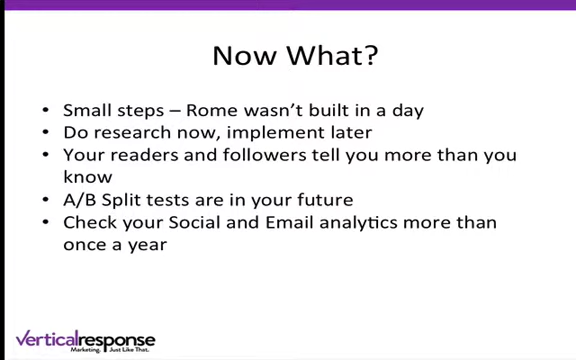 Now What?
• Small steps – Rome wasn't built in a day
• Do research now, implement later
• Your readers and followers tell you more than you
know
• A/B Split tests are in your future
• Check your Social and Email analytics more than
once a year
verticalresponse
Marketing. Just Like That.